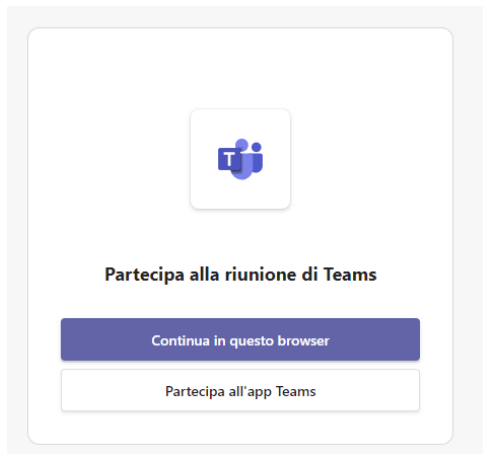 T
Partecipa alla riunione di Teams
Continua in questo browser
Partecipa all'app Teams